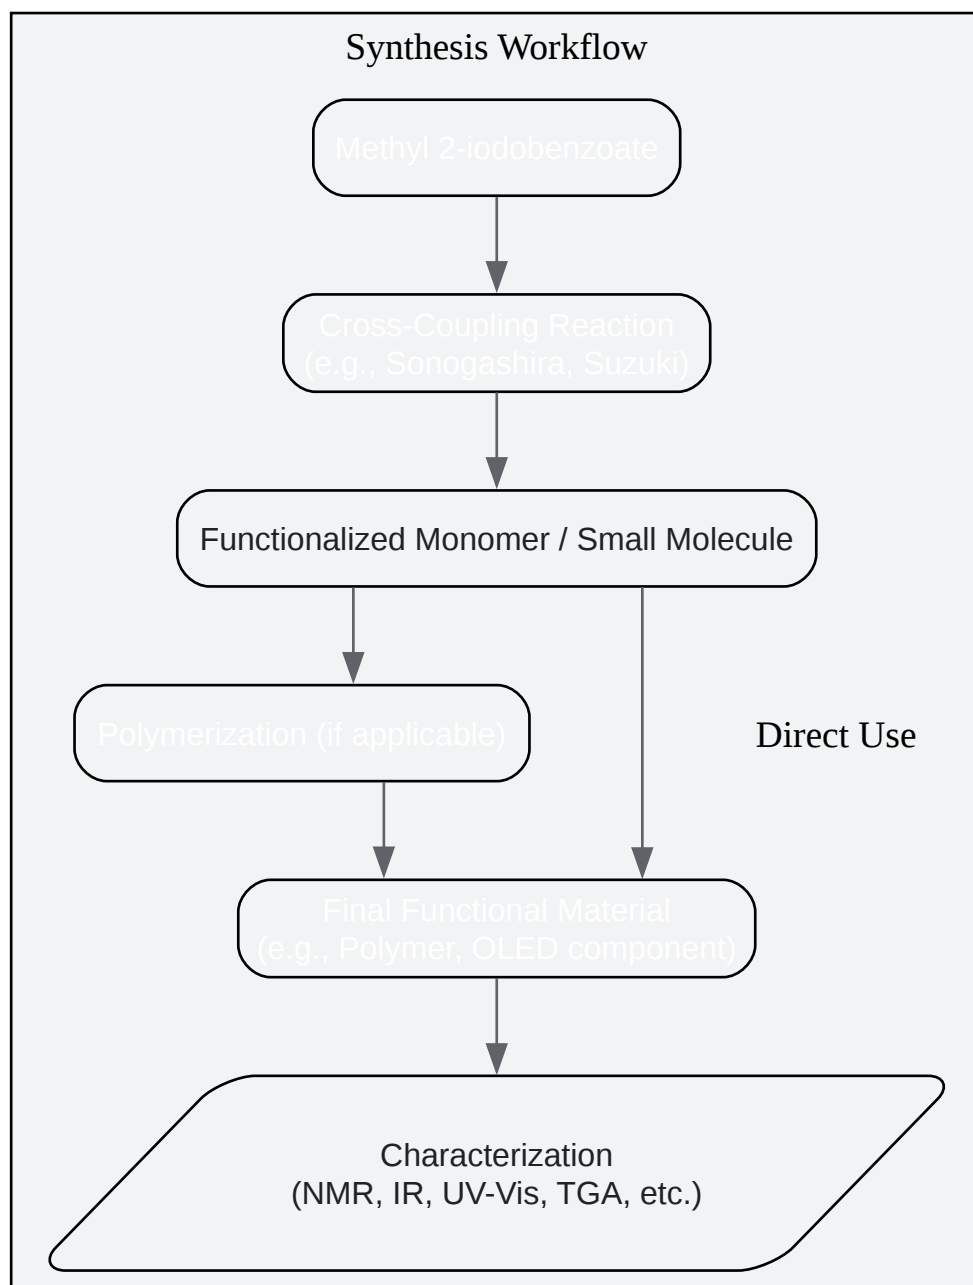 Synthesis Workflow
Methyl 2-iodobenzoate
Cross-Coupling Reaction
(e.g., Sonogashira, Suzuki)
Functionalized Monomer / Small Molecule
Polymerization (if applicable)
Direct Use
Final Functional Material
(e.g., Polymer, OLED component)
Characterization
(NMR, IR, UV-Vis, TGA, etc.)